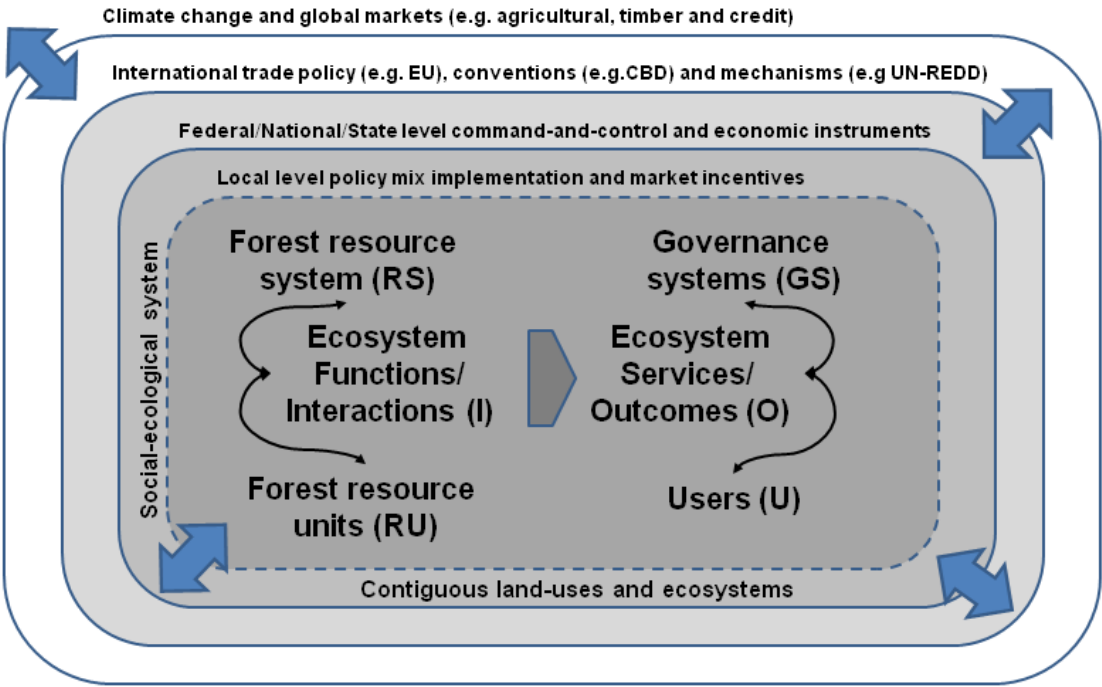 Climate change and global markets (e.g. agricultural, timber and credit)
International trade policy (e.g. EU), conventions (e.g.CBD) and mechanisms (e.g UN-REDD)
Federal/National/State level command-and-control and economic instruments
Local level policy mix implementation and market incentives
Social-ecological system
Forest resource
system (RS)
Ecosystem
Functions/
Interactions (I)
Forest resource
units (RU)
Governance
systems (GS)
Ecosystem
Services/
Outcomes (O)
Users (U)
Contiguous land-uses and ecosystems